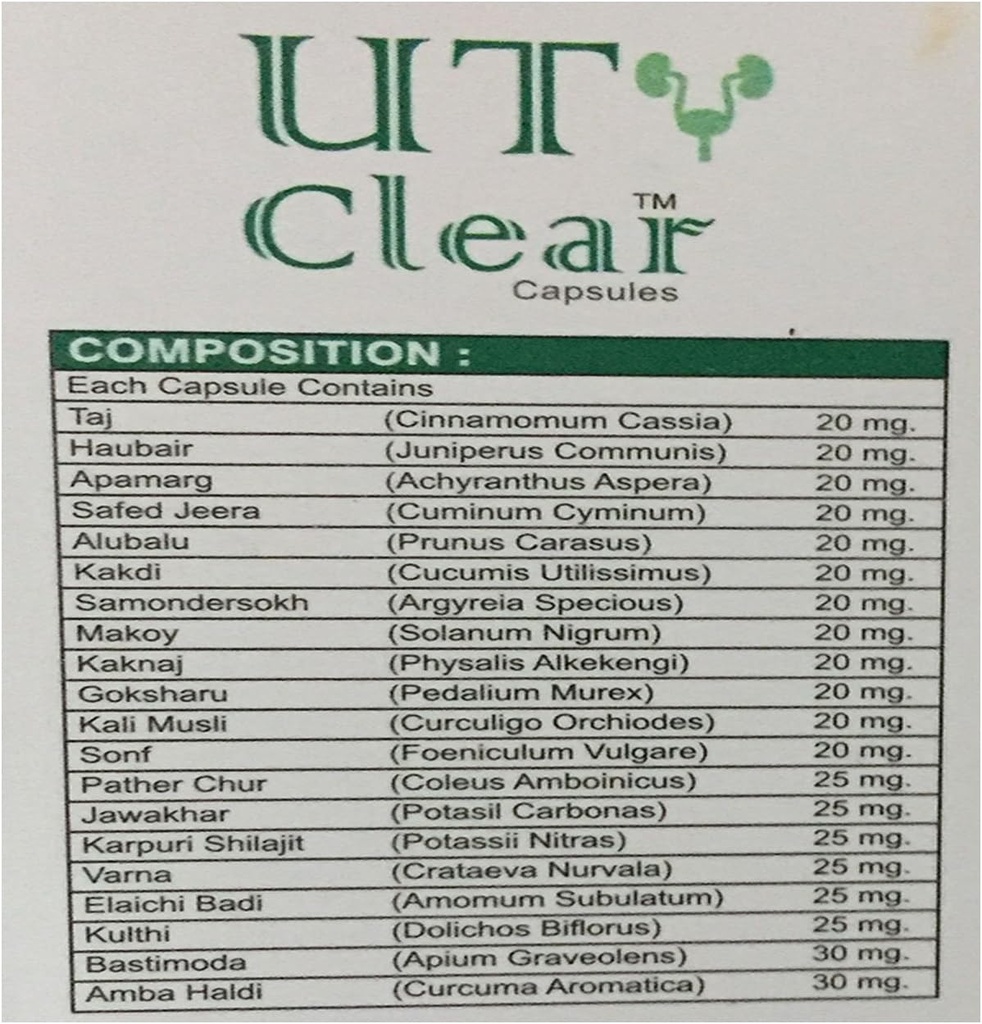 UT
Clear™
Capsules
COMPOSITION :
Each Capsule Contains
Taj (Cinnamomum Cassia) 20 mg.
Haubair (Juniperus Communis) 20 mg.
Apamarg (Achyranthus Aspera) 20 mg.
Safed Jeera (Cuminum Cyminum) 20 mg.
Alubalu (Prunus Carasus) 20 mg.
Kakdi (Cucumis Utilissimus) 20 mg.
Samondersokh (Argyreia Specious) 20 mg.
Makoy (Solanum Nigrum) 20 mg.
Kaknaj (Physalis Alkekengi) 20 mg.
Goksharu (Pedalium Murex) 20 mg.
Kali Musli (Curculigo Orchiodes) 20 mg.
Sonf (Foeniculum Vulgare) 20 mg.
Pather Chur (Coleus Amboinicus) 25 mg.
Jawakhar (Potasil Carbonas) 25 mg.
Karpuri Shilajit (Potassii Nitras) 25 mg.
Varna (Crataeva Nurvala) 25 mg.
Elaichi Badi (Amomum Subulatum) 25 mg.
Kulthi (Dolichos Biflorus) 25 mg.
Bastimoda (Apium Graveolens) 30 mg.
Amba Haldi (Curcuma Aromatica) 30 mg.